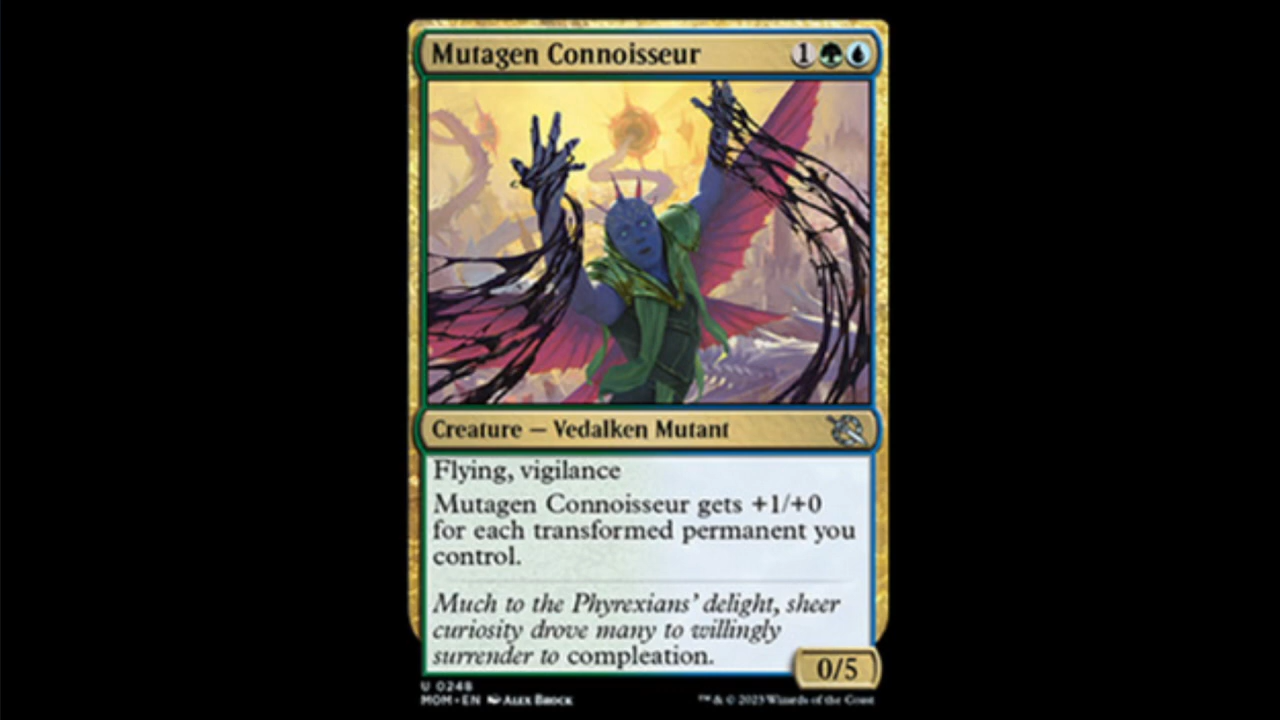 Mutagen Connoisseur 1
Creature — Vedalken Mutant
Flying, vigilance
Mutagen Connoisseur gets +1/+0
for each transformed permanent you
control.
Much to the Phyrexians’ delight, sheer
curiosity drove many to willingly
surrender to compleation.
0/5
U 0248
MOM • EN ALEX BROCK ™ & © 2023 Wizards of the Coast